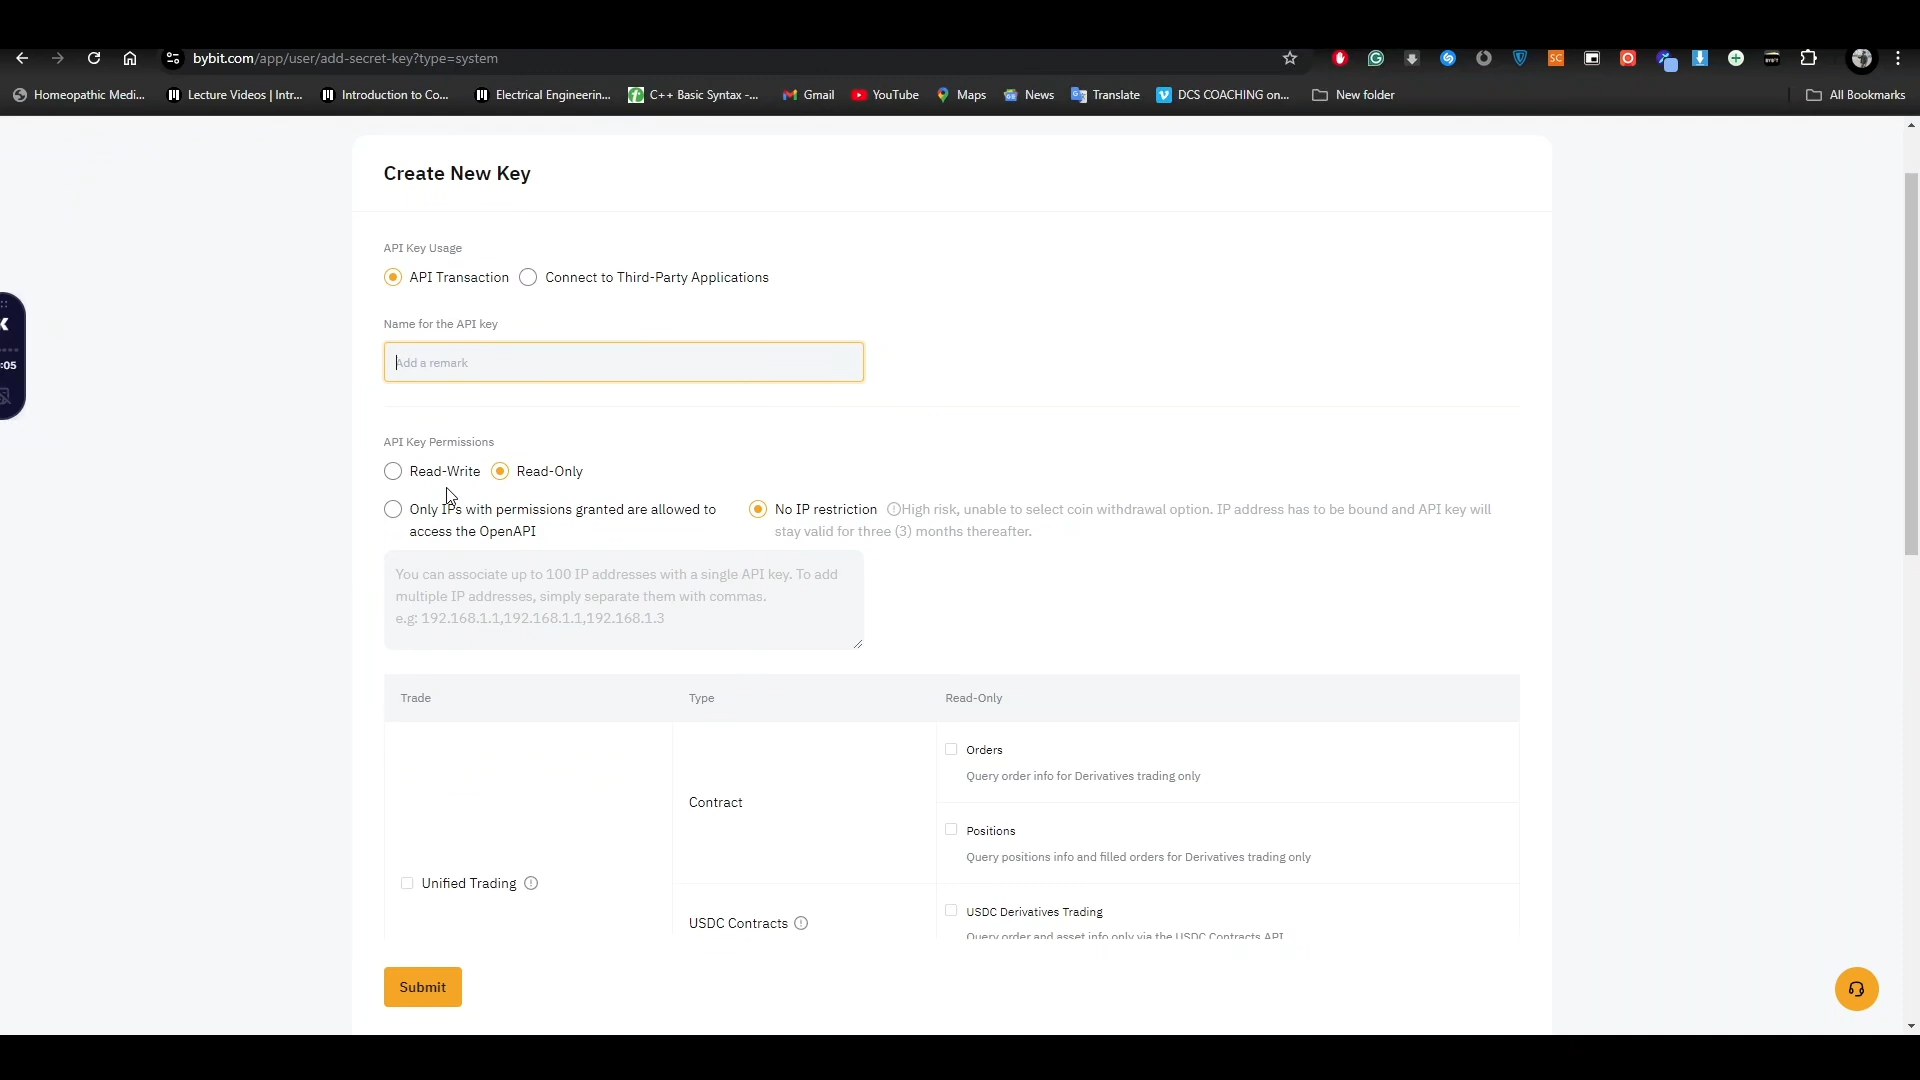 bybit.com/app/user/add-secret-key?type=system
SC
BYBIT
Homeopathic Medi...
Lecture Videos | Intr...
Introduction to Co...
Electrical Engineerin...
C++ Basic Syntax -...
Gmail
YouTube
Maps
News
Translate
DCS COACHING on...
New folder
All Bookmarks
Create New Key
API Key Usage
API Transaction
Connect to Third-Party Applications
:05
Name for the API key
Add a remark
API Key Permissions
Read-Write
Read-Only
Only IPs with permissions granted are allowed to
access the OpenAPI
No IP restriction High risk, unable to select coin withdrawal option. IP address has to be bound and API key will
stay valid for three (3) months thereafter.
You can associate up to 100 IP addresses with a single API key. To add
multiple IP addresses, simply separate them with commas.
e.g: 192.168.1.1,192.168.1.1,192.168.1.3
Trade
Type
Read-Only
Unified Trading
Contract
Orders
Query order info for Derivatives trading only
Positions
Query positions info and filled orders for Derivatives trading only
USDC Contracts
USDC Derivatives Trading
Query order and asset info only via the USDC Contracts API
Submit